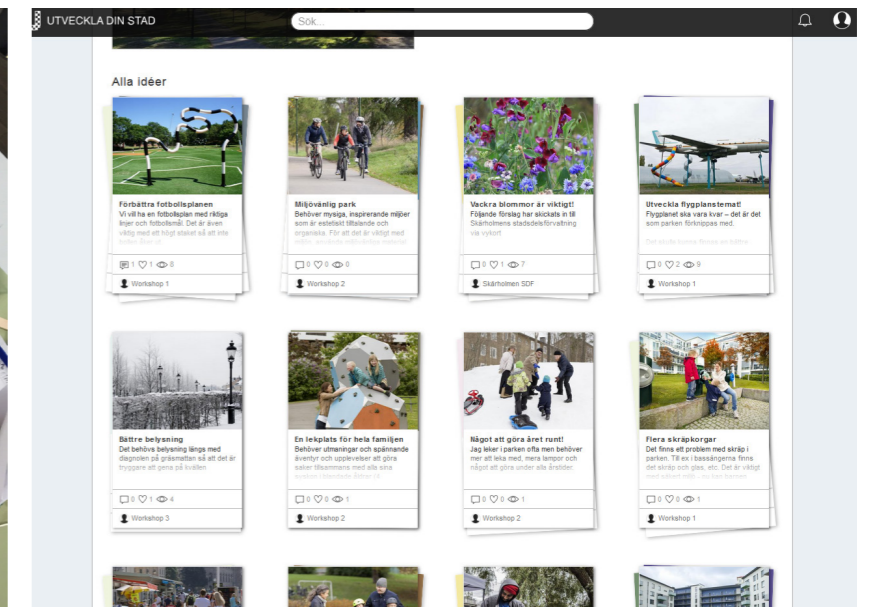 UTVECKLA DIN STAD
Sök...
Alla idéer
Förbättra fotbollsplanen
Vi vill ha en fotbollsplan med riktiga
linjer och fotbollsmål. Det är även
viktig med ett högt staket så att inte
bollen åker ut
1 1 8
Workshop 1
Miljövänlig park
Behöver mysiga, inspirerande miljöer
som är estetiskt tilltalande och
organiska. För att det är viktigt med
0 0 6
Workshop 2
Vackra blommor är viktigt!
Följande förslag har skickats in till
Skärholmens stadsdelsförvaltning
via vykort
0 1 7
Skärholmen SDF
Utveckla flygplanstemat!
Flygplanet ska vara kvar – det är det
som parken förknippas med.
0 2 9
Workshop 1
Bättre belysning
Det behövs belysning längs med
diagnolen på gräsmattan så att det är
tryggare att gena på kvällen
0 1 4
Workshop 3
En lekplats för hela familjen
Behöver utmaningar och spännande
äventyr och upplevelser att göra
saker tillsammans med alla sina
0 0 1
Workshop 2
Något att göra året runt!
Jag leker i parken ofta men behöver
mer att leka med, mera lampor och
något att göra under alla årstider.
0 0 1
Workshop 2
Flera skräpkorgar
Det finns ett problem med skräp i
parken. Till ex i bassängerna finns
det skräp och glas, etc. Det är viktigt
0 0 1
Workshop 1